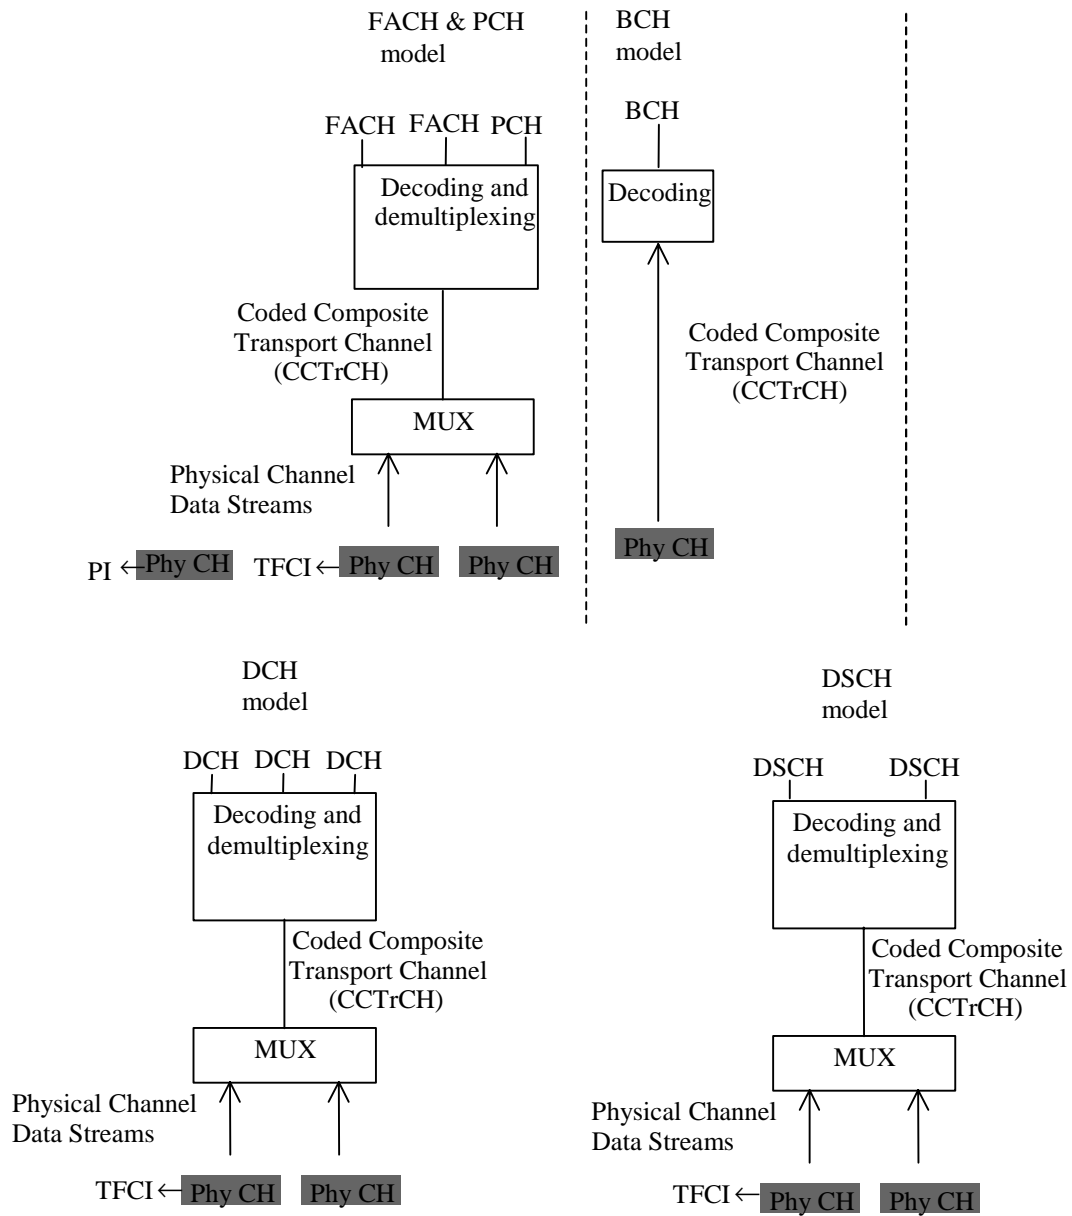 FACH & PCH
model
FACH FACH PCH
Decoding and
demultiplexing
Coded Composite
Transport Channel
(CCTrCH)
MUX
Physical Channel
Data Streams
PI Phy CH TFCI Phy CH Phy CH
BCH
model
BCH
Decoding
Coded Composite
Transport Channel
(CCTrCH)
Phy CH
DCH
model
DCH DCH DCH
Decoding and
demultiplexing
Coded Composite
Transport Channel
(CCTrCH)
MUX
Physical Channel
Data Streams
TFCI Phy CH Phy CH
DSCH
model
DSCH DSCH
Decoding and
demultiplexing
Coded Composite
Transport Channel
(CCTrCH)
MUX
Physical Channel
Data Streams
TFCI Phy CH Phy CH